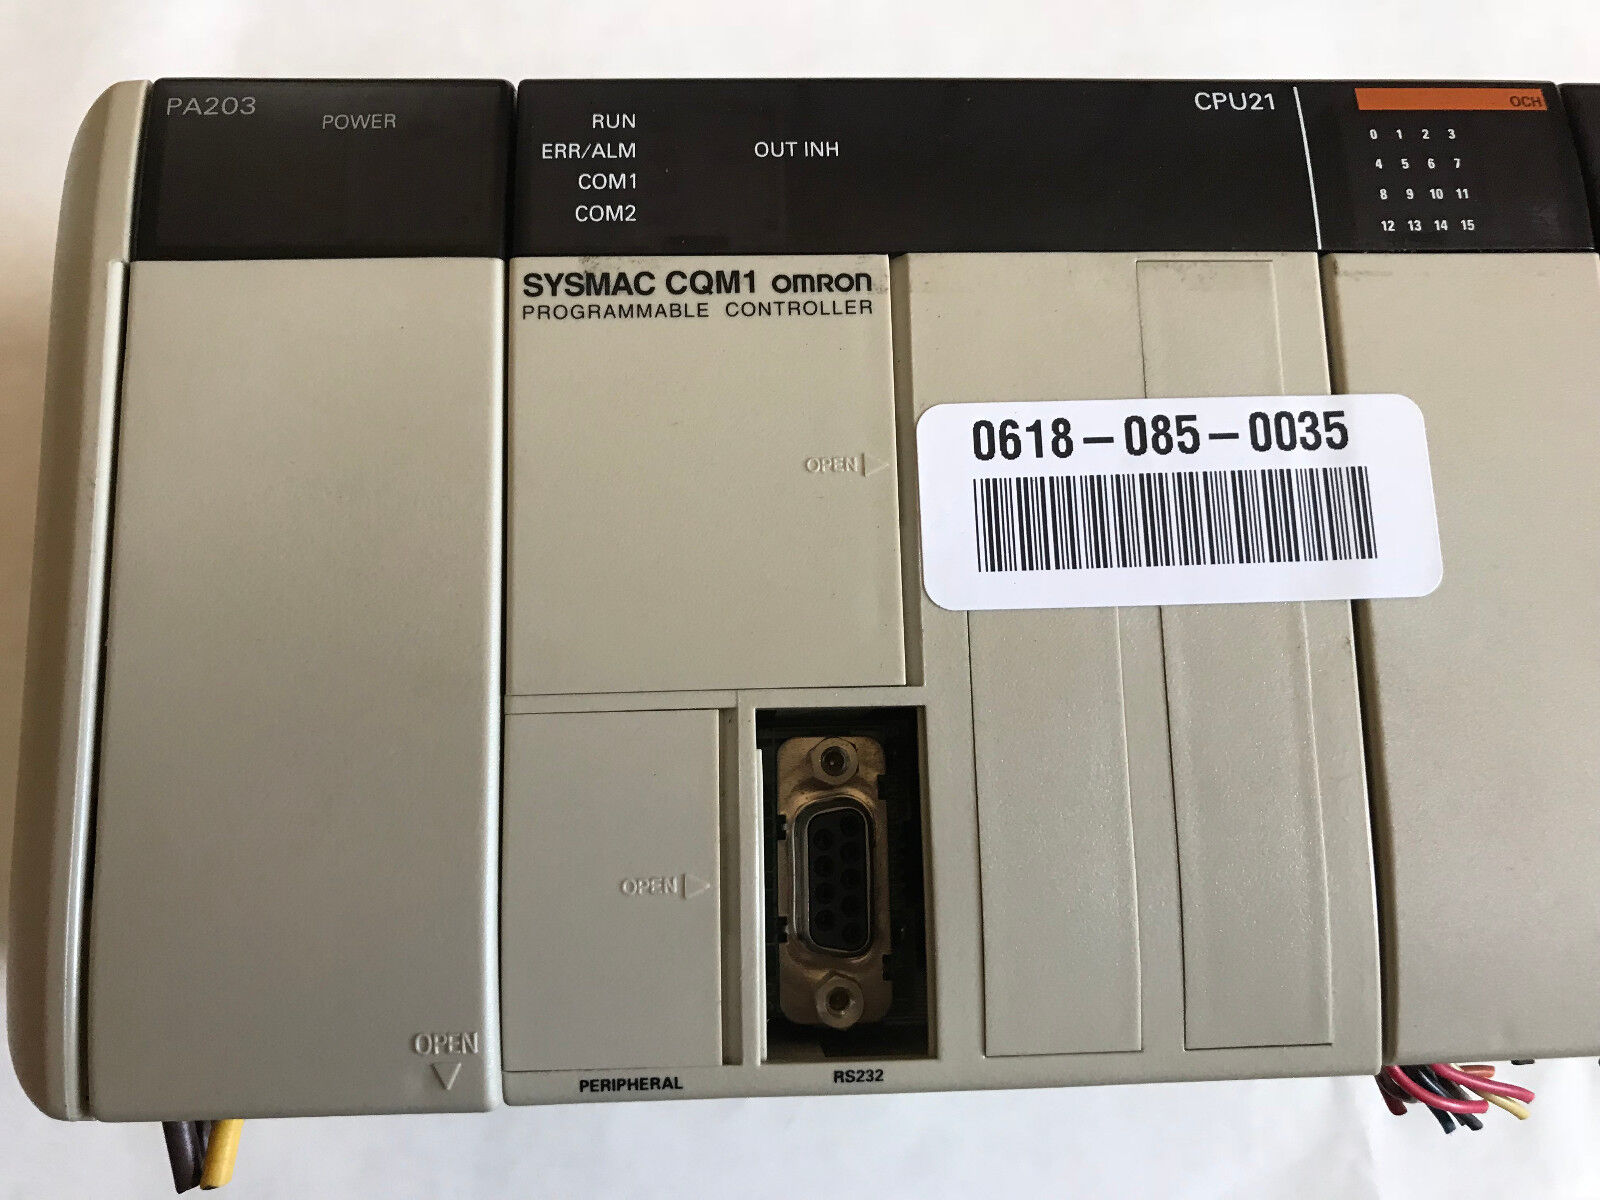 PA203
POWER
RUN
ERR/ALM
COM1
COM2
OUT INH
CPU21
OCH
0 1 2 3
4 5 6 7
8 9 10 11
12 13 14 15
SYSMAC CQM1 OMRON
PROGRAMMABLE CONTROLLER
OPEN
0618-085-0035
OPEN
OPEN
PERIPHERAL
RS232